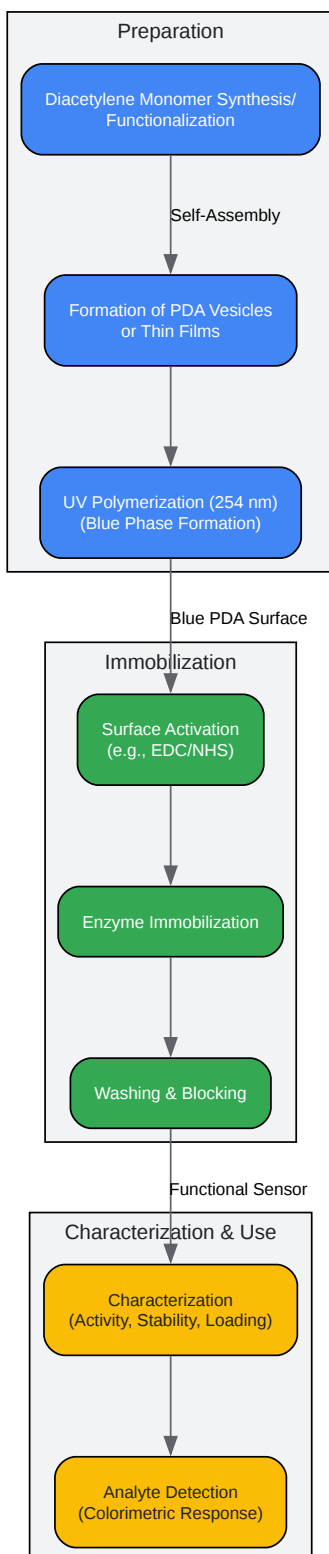 Preparation
Diacetylene Monomer Synthesis/
Functionalization
Self-Assembly
Formation of PDA Vesicles
or Thin Films
UV Polymerization (254 nm)
(Blue Phase Formation)
Blue PDA Surface
Immobilization
Surface Activation
(e.g., EDC/NHS)
Enzyme Immobilization
Washing & Blocking
Functional Sensor
Characterization & Use
Characterization
(Activity, Stability, Loading)
Analyte Detection
(Colorimetric Response)